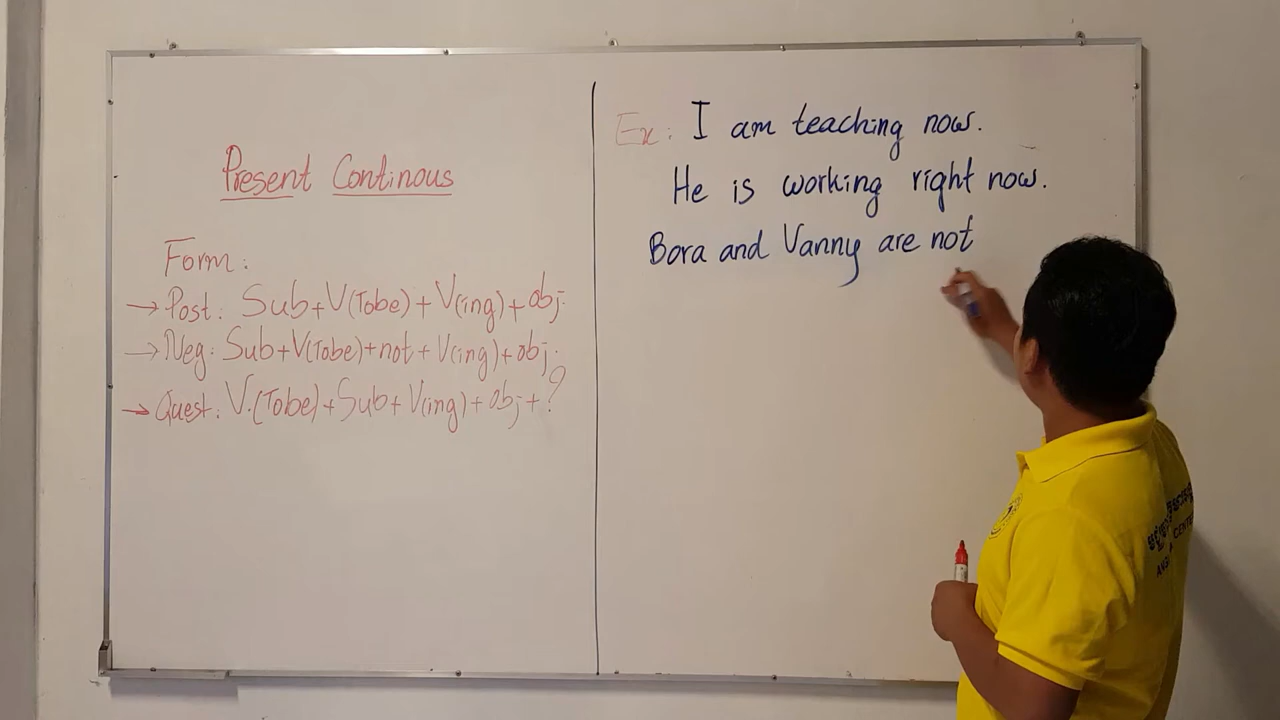 Present Continous
Form:
→ Post: Sub+V(Tobe)+V(ing)+obj.
→ Neg: Sub+V(Tobe)+not+V(ing)+obj.
→ Quest: V.(Tobe)+Sub+V(ing)+obj+?
Ex: I am teaching now.
He is working right now.
Bora and Vanny are not